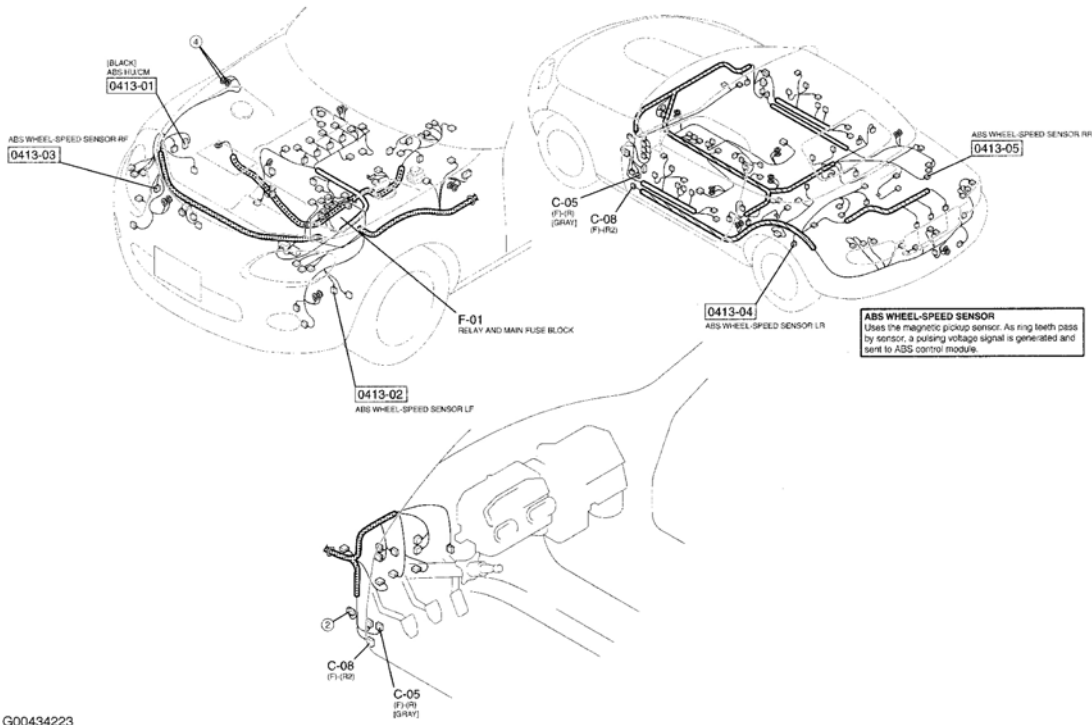 ④
[BLACK]
ABS HU/CM
0413-01
ABS WHEEL-SPEED SENSOR RF
0413-03
F-01
RELAY AND MAIN FUSE BLOCK
0413-02
ABS WHEEL-SPEED SENSOR LF
ABS WHEEL-SPEED SENSOR RR
0413-05
C-05
(F)-(R)
[GRAY]
C-08
(F)-(R2)
0413-04
ABS WHEEL-SPEED SENSOR LR
ABS WHEEL-SPEED SENSOR
Uses the magnetic pickup sensor. As ring teeth pass
by sensor, a pulsing voltage signal is generated and
sent to ABS control module.
②
C-08
(F)-(R2)
C-05
(F)-(R)
[GRAY]
G00434223